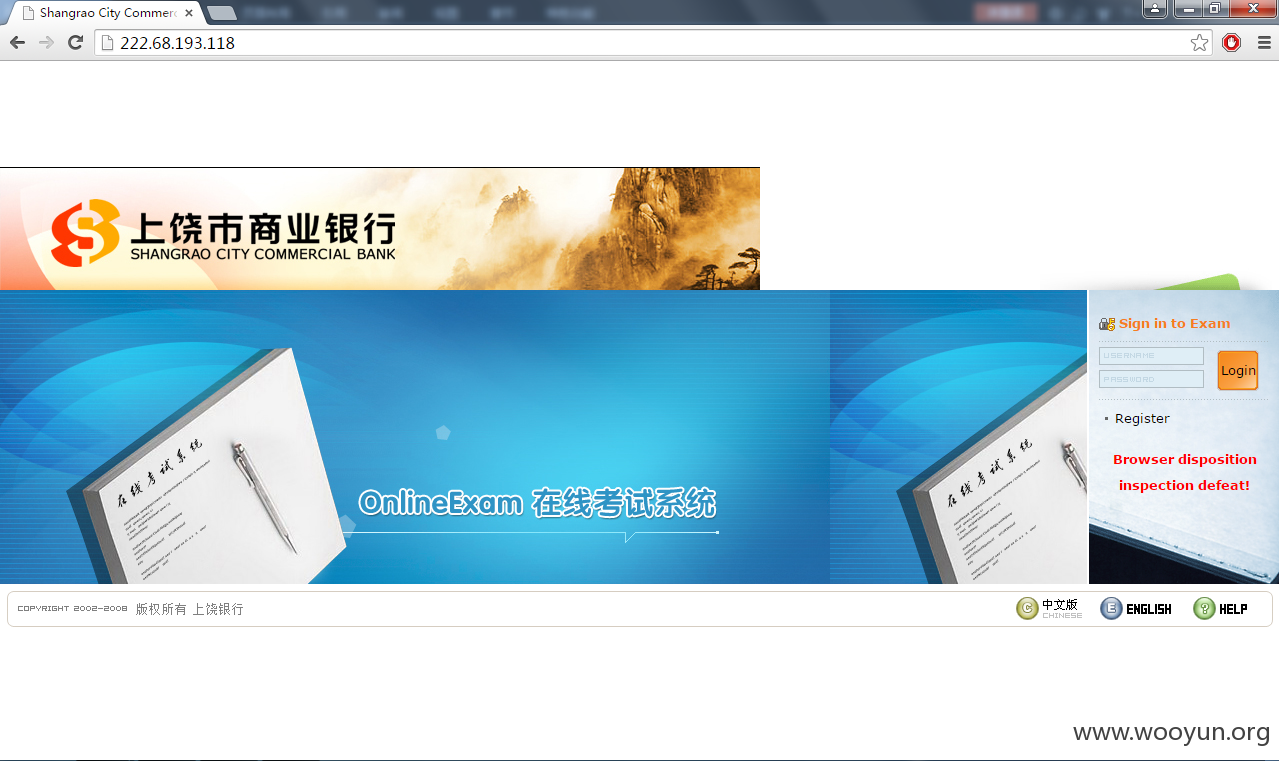 Shangrao City Commerc
222.68.193.118
上饶市商业银行
SHANGRAO CITY COMMERCIAL BANK
Sign in to Exam
USERNAME
PASSWORD
Login
Register
Browser disposition
inspection defeat!
在线考试系统
在线考试系统
OnlineExam 在线考试系统
COPYRIGHT 2002-2008 版权所有 上饶银行
中文版
CHINESE
ENGLISH
HELP
www.wooyun.org